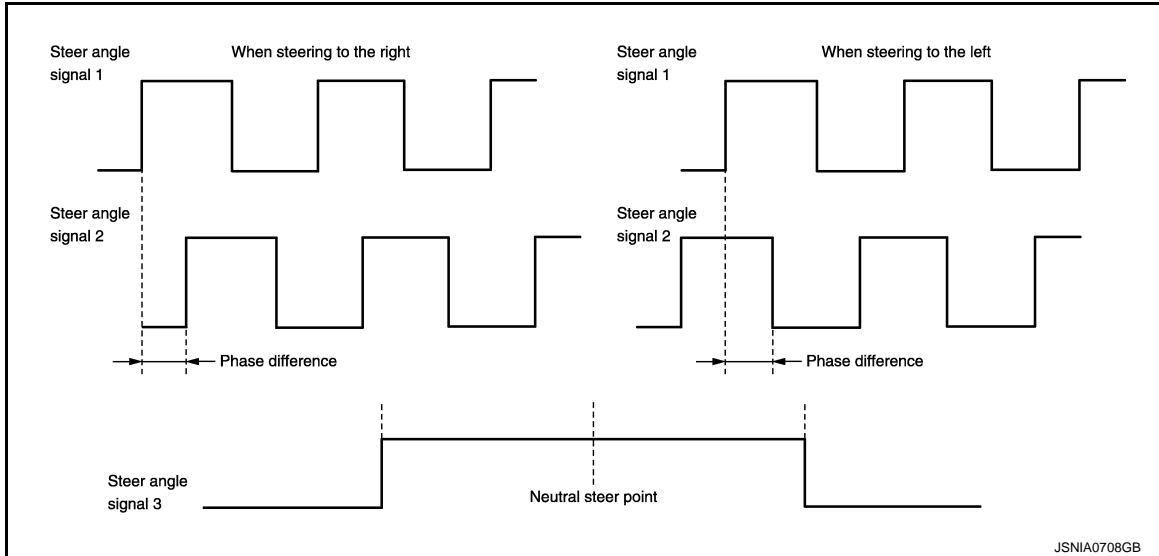 Steer angle
signal 1
When steering to the right
Steer angle
signal 1
When steering to the left
Steer angle
signal 2
Steer angle
signal 2
Phase difference
Phase difference
Steer angle
signal 3
Neutral steer point
JSNIA0708GB